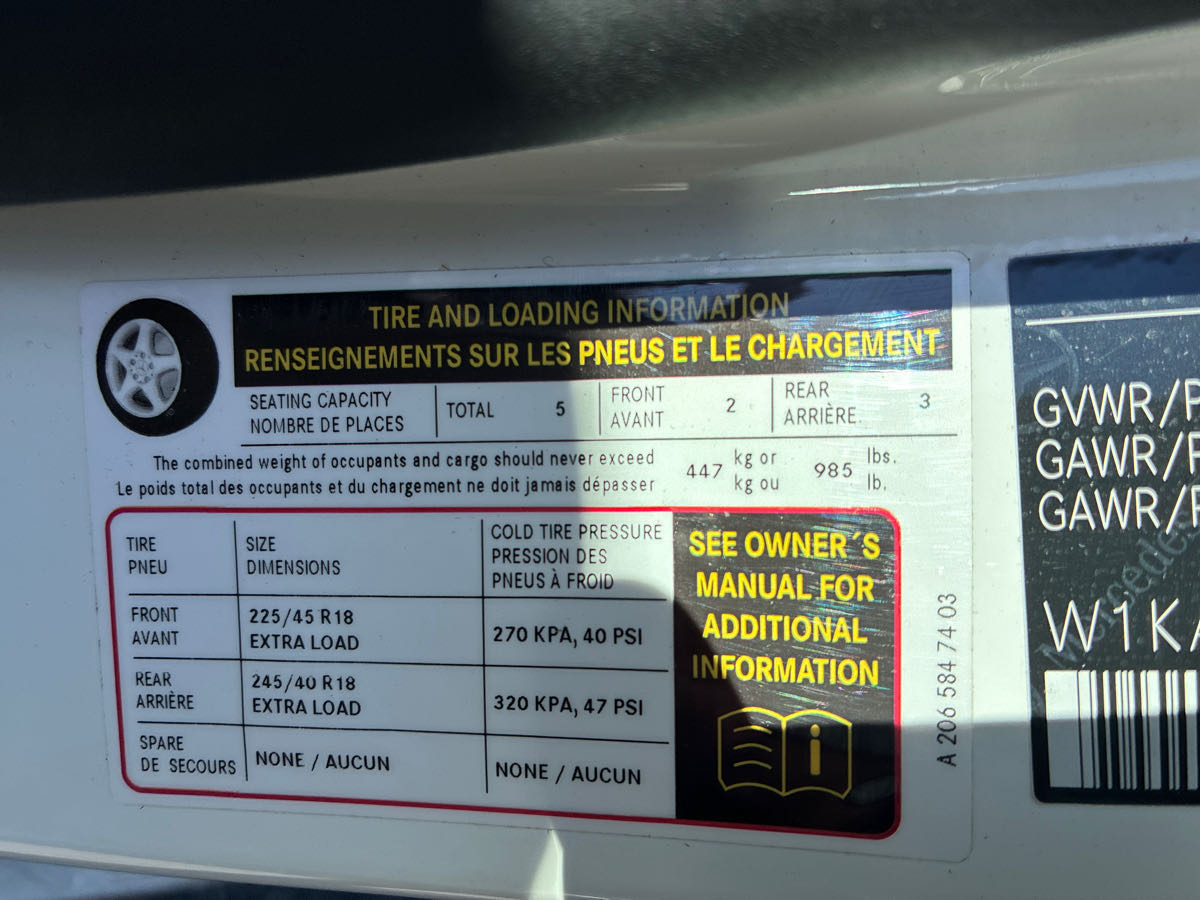 TIRE AND LOADING INFORMATION
RENSEIGNEMENTS SUR LES PNEUS ET LE CHARGEMENT
SEATING CAPACITY
NOMBRE DE PLACES
TOTAL 5
FRONT
AVANT
2
REAR
ARRIÈRE
3
The combined weight of occupants and cargo should never exceed
Le poids total des occupants et du chargement ne doit jamais dépasser
447 kg or
kg ou
985 lbs.
lb.
TIRE
PNEU
SIZE
DIMENSIONS
COLD TIRE PRESSURE
PRESSION DES
PNEUS À FROID
FRONT
AVANT
225/45 R18
EXTRA LOAD
270 KPA, 40 PSI
REAR
ARRIÈRE
245/40 R18
EXTRA LOAD
320 KPA, 47 PSI
SPARE
DE SECOURS
NONE / AUCUN
NONE / AUCUN
SEE OWNER´S
MANUAL FOR
ADDITIONAL
INFORMATION
i
A 206 584 74 03
GVWR/P
GAWR/
GAWR/
W1K
Mercedes